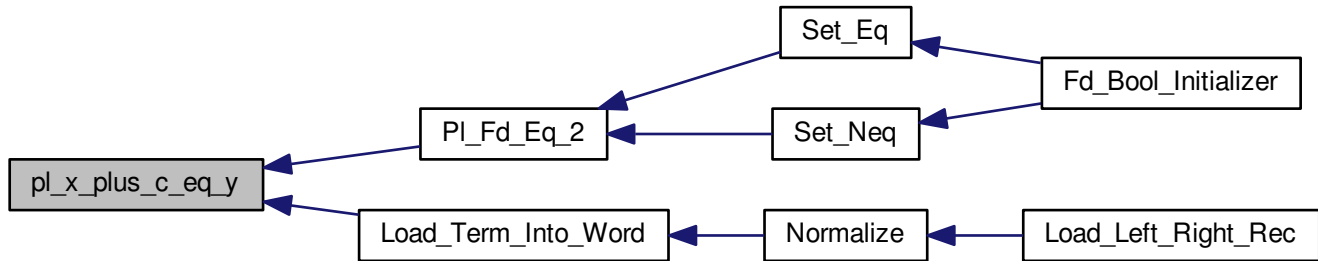 Set_Eq
Fd_Bool_Initializer
Pl_Fd_Eq_2
Set_Neq
pl_x_plus_c_eq_y
Load_Term_Into_Word
Normalize
Load_Left_Right_Rec